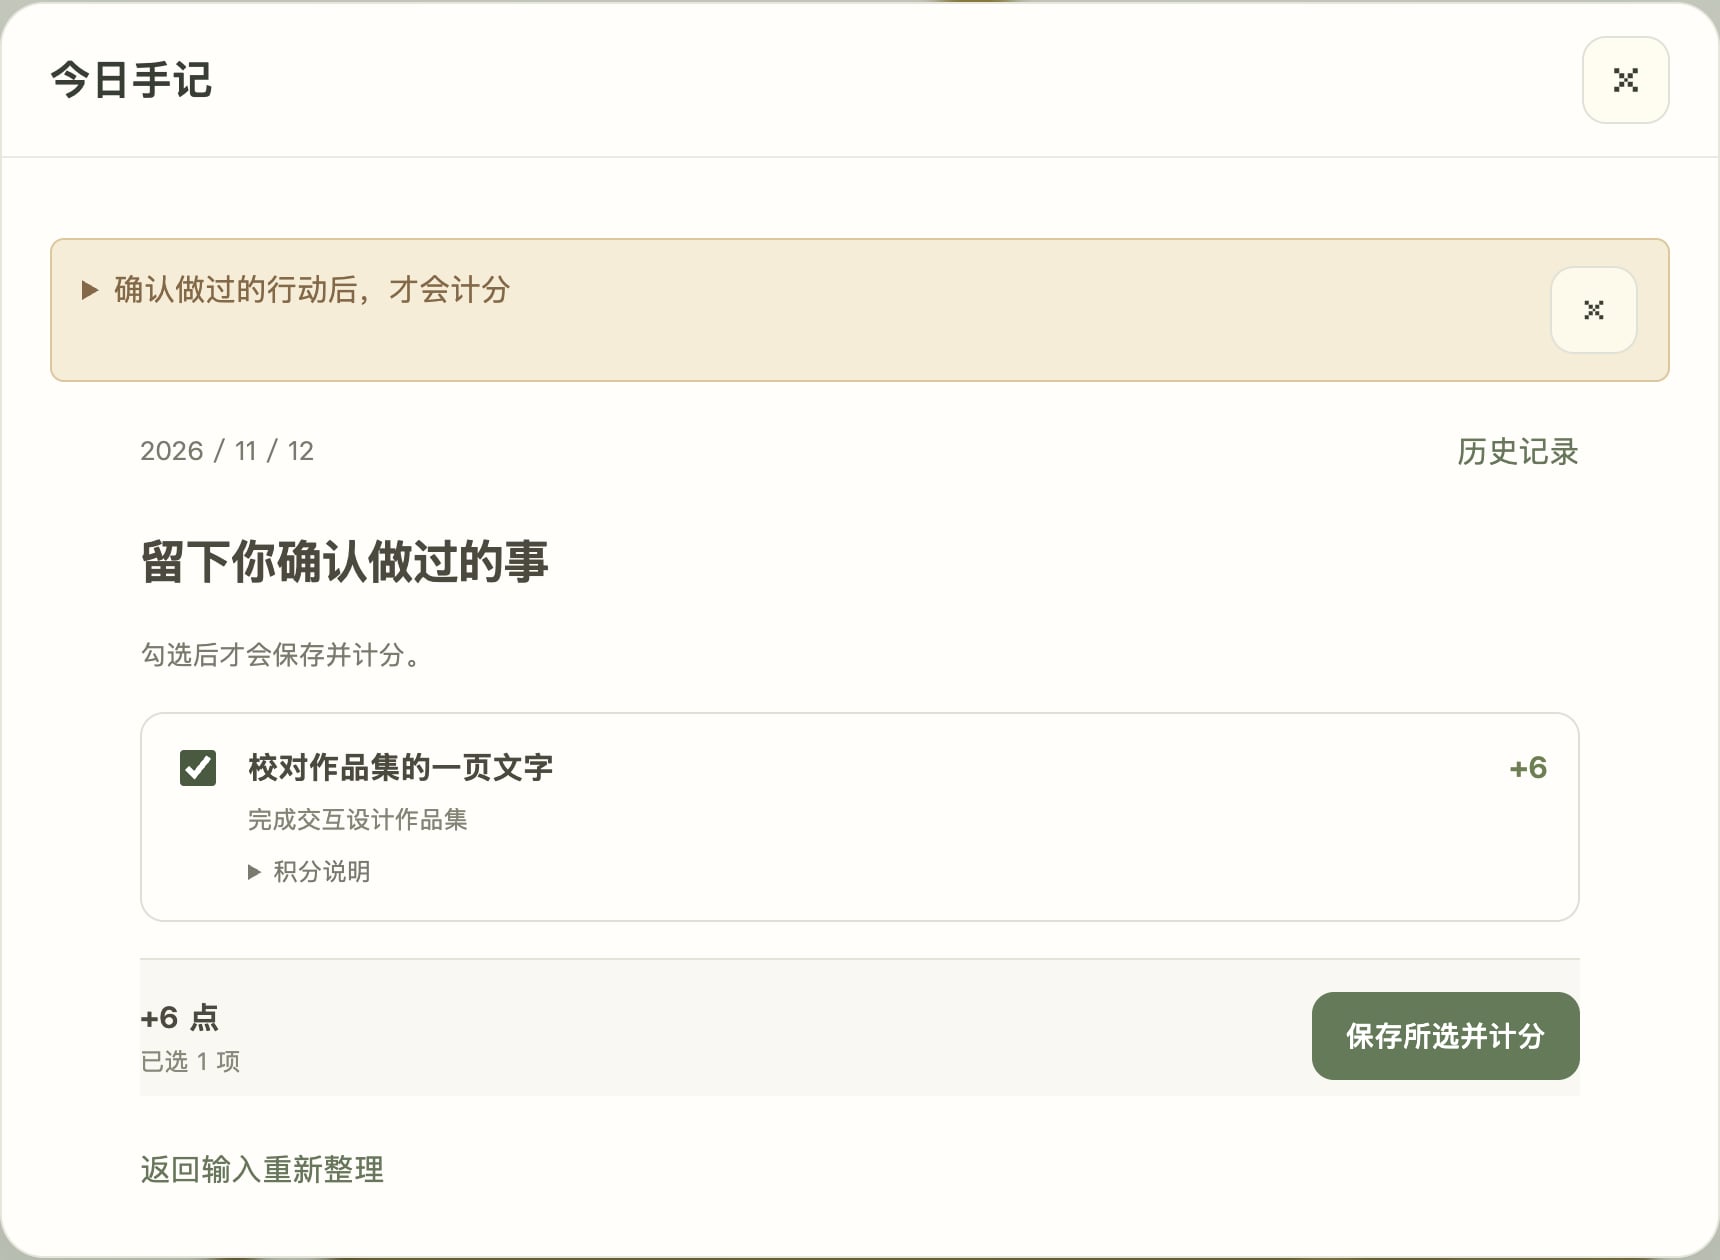 今日手记
确认做过的行动后，才会计分
2026 / 11 / 12
历史记录
留下你确认做过的事
勾选后才会保存并计分。
校对作品集的一页文字
+6
完成交互设计作品集
积分说明
+6 点
已选 1 项
保存所选并计分
返回输入重新整理